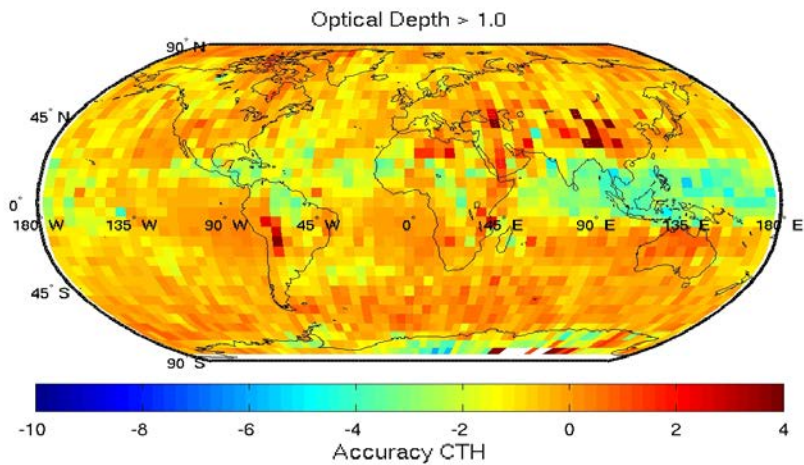 Optical Depth > 1.0
90° N
45° N
0°
180° W 135° W 90° W 45° W 0° 45° E 90° E 135° E 180° E
45° S
90° S
-10 -8 -6 -4 -2 0 2 4
Accuracy CTH